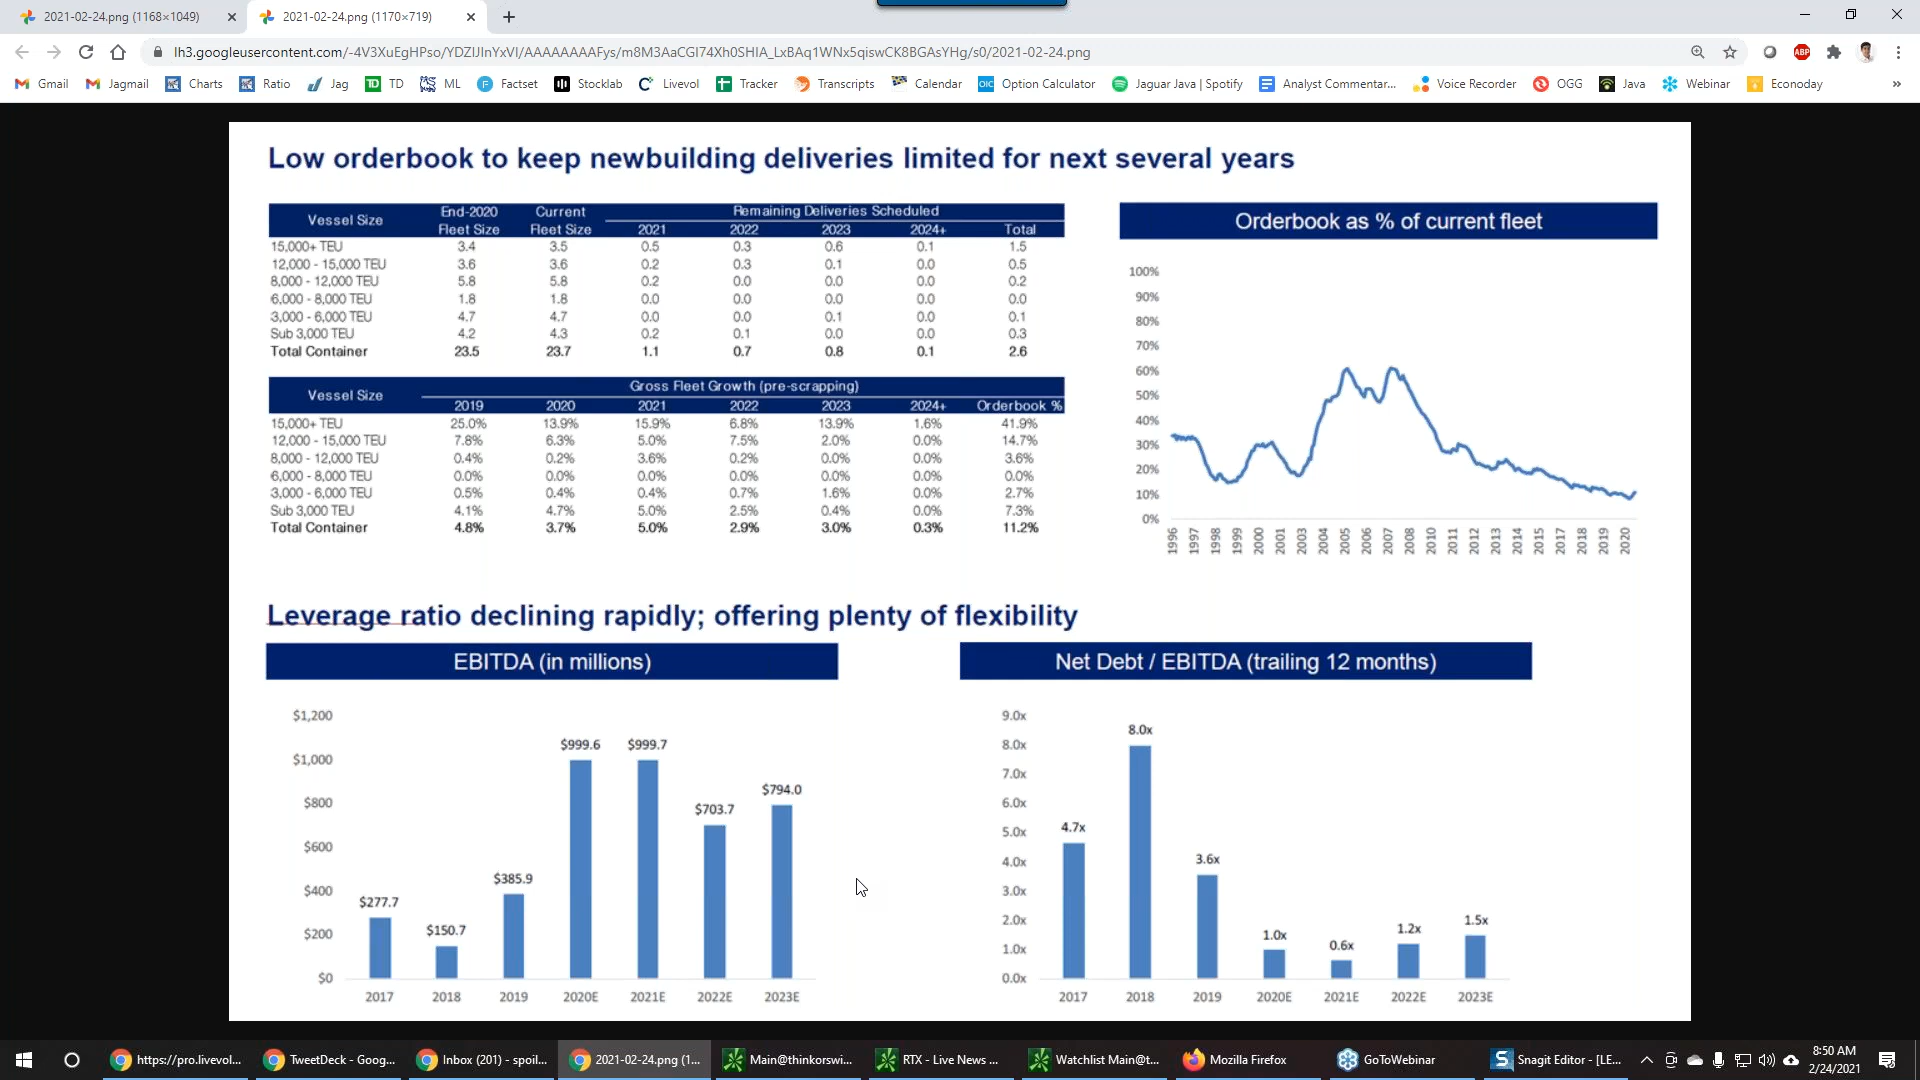 2021-02-24.png (1168×1049)
2021-02-24.png (1170×719)
lh3.googleusercontent.com/-4V3XuEgHPso/YDZIJInYxVI/AAAAAAAAFys/m8M3AaCGI74Xh0SHIA_LxBAq1WNx5qiswCK8BGAsYHg/s0/2021-02-24.png
ABP
Gmail Jagmail Charts Ratio Jag TD ML Factset Stocklab Livevol Tracker Transcripts Calendar OIC Option Calculator Jaguar Java | Spotify Analyst Commentar... Voice Recorder OGG Java Webinar Econoday »
Low orderbook to keep newbuilding deliveries limited for next several years
Vessel Size End-2020 Fleet Size Current Fleet Size Remaining Deliveries Scheduled
2021 2022 2023 2024+ Total
15,000+ TEU 3.4 3.5 0.5 0.3 0.6 0.1 1.5
12,000 - 15,000 TEU 3.6 3.6 0.2 0.3 0.1 0.0 0.5
8,000 - 12,000 TEU 5.8 5.8 0.2 0.0 0.0 0.0 0.2
6,000 - 8,000 TEU 1.8 1.8 0.0 0.0 0.0 0.0 0.0
3,000 - 6,000 TEU 4.7 4.7 0.0 0.0 0.1 0.0 0.1
Sub 3,000 TEU 4.2 4.3 0.2 0.1 0.0 0.0 0.3
Total Container 23.5 23.7 1.1 0.7 0.8 0.1 2.6
Vessel Size Gross Fleet Growth (pre-scrapping)
2019 2020 2021 2022 2023 2024+ Orderbook %
15,000+ TEU 25.0% 13.9% 15.9% 6.8% 13.9% 1.6% 41.9%
12,000 - 15,000 TEU 7.8% 6.3% 5.0% 7.5% 2.0% 0.0% 14.7%
8,000 - 12,000 TEU 0.4% 0.2% 3.6% 0.2% 0.0% 0.0% 3.6%
6,000 - 8,000 TEU 0.0% 0.0% 0.0% 0.0% 0.0% 0.0% 0.0%
3,000 - 6,000 TEU 0.5% 0.4% 0.4% 0.7% 1.6% 0.0% 2.7%
Sub 3,000 TEU 4.1% 4.7% 5.0% 2.5% 0.4% 0.0% 7.3%
Total Container 4.8% 3.7% 5.0% 2.9% 3.0% 0.3% 11.2%
Orderbook as % of current fleet
100%
90%
80%
70%
60%
50%
40%
30%
20%
10%
0%
1996 1997 1998 1999 2000 2001 2003 2004 2005 2006 2007 2008 2010 2011 2012 2013 2014 2015 2017 2018 2019 2020
Leverage ratio declining rapidly; offering plenty of flexibility
EBITDA (in millions)
$1,200
$1,000
$800
$600
$400
$200
$0
$277.7 $150.7 $385.9 $999.6 $999.7 $703.7 $794.0
2017 2018 2019 2020E 2021E 2022E 2023E
Net Debt / EBITDA (trailing 12 months)
9.0x
8.0x
7.0x
6.0x
5.0x
4.0x
3.0x
2.0x
1.0x
0.0x
4.7x 8.0x 3.6x 1.0x 0.6x 1.2x 1.5x
2017 2018 2019 2020E 2021E 2022E 2023E
https://pro.livevol... TweetDeck - Goog... Inbox (201) - spoil... 2021-02-24.png (1... Main@thinkorswi... RTX - Live News ... Watchlist Main@t... Mozilla Firefox GoToWebinar Snagit Editor - [LE...
8:50 AM
2/24/2021